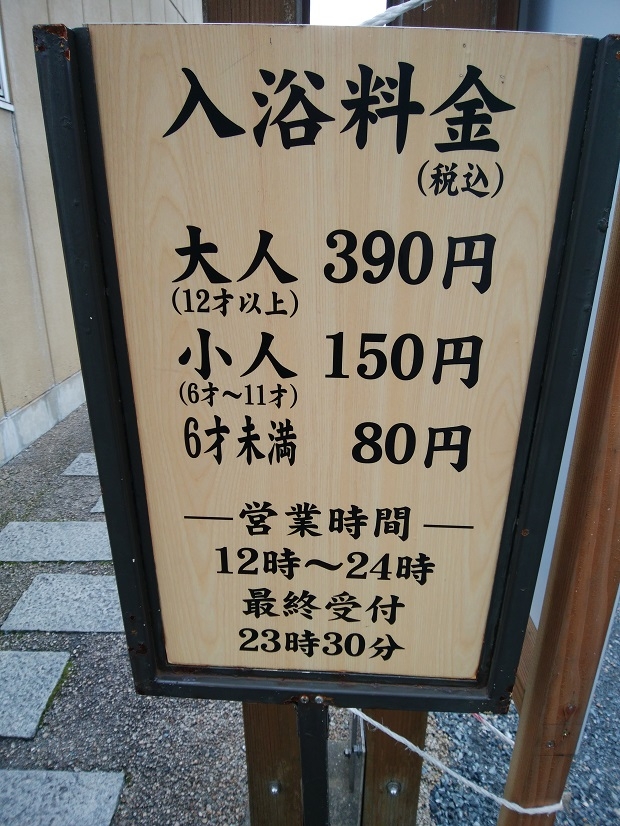 入浴料金
(税込)
大人 390円
(12才以上)
小人 150円
(6才〜11才)
6才未満 80円
―営業時間―
12時〜24時
最終受付
23時30分